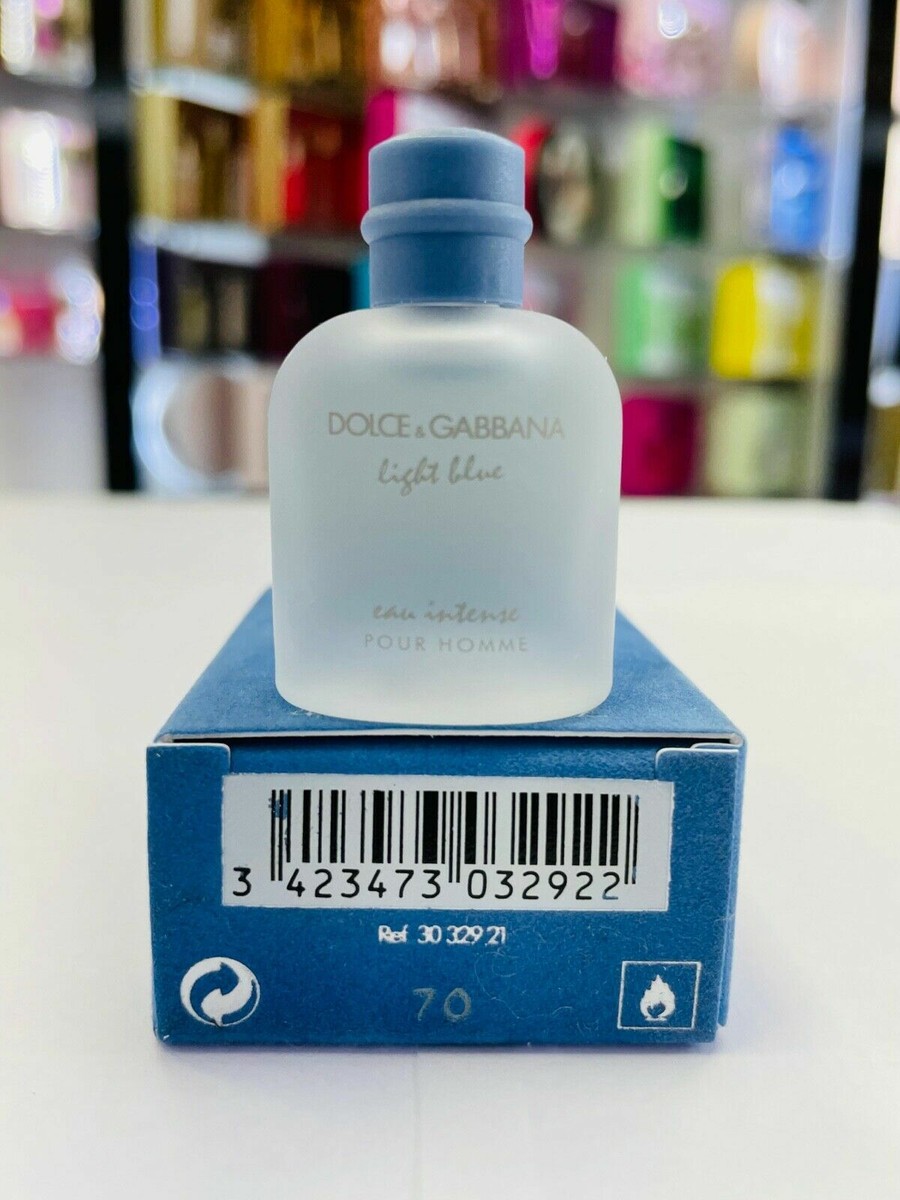 DOLCE & GABBANA
light blue
eau intense
POUR HOMME
3 423473 032922
Ref 30 329 21
70